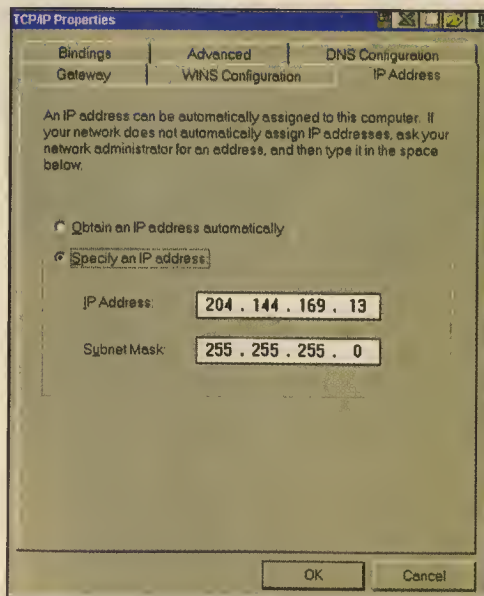 TCP/IP Properties
Bindings Advanced DNS Configuration
Gateway WINS Configuration IP Address
An IP address can be automatically assigned to this computer. If
your network does not automatically assign IP addresses, ask your
network administrator for an address, and then type it in the space
below.
Obtain an IP address automatically
Specify an IP address:
IP Address: 204 . 144 . 169 . 13
Subnet Mask: 255 . 255 . 255 . 0
OK Cancel